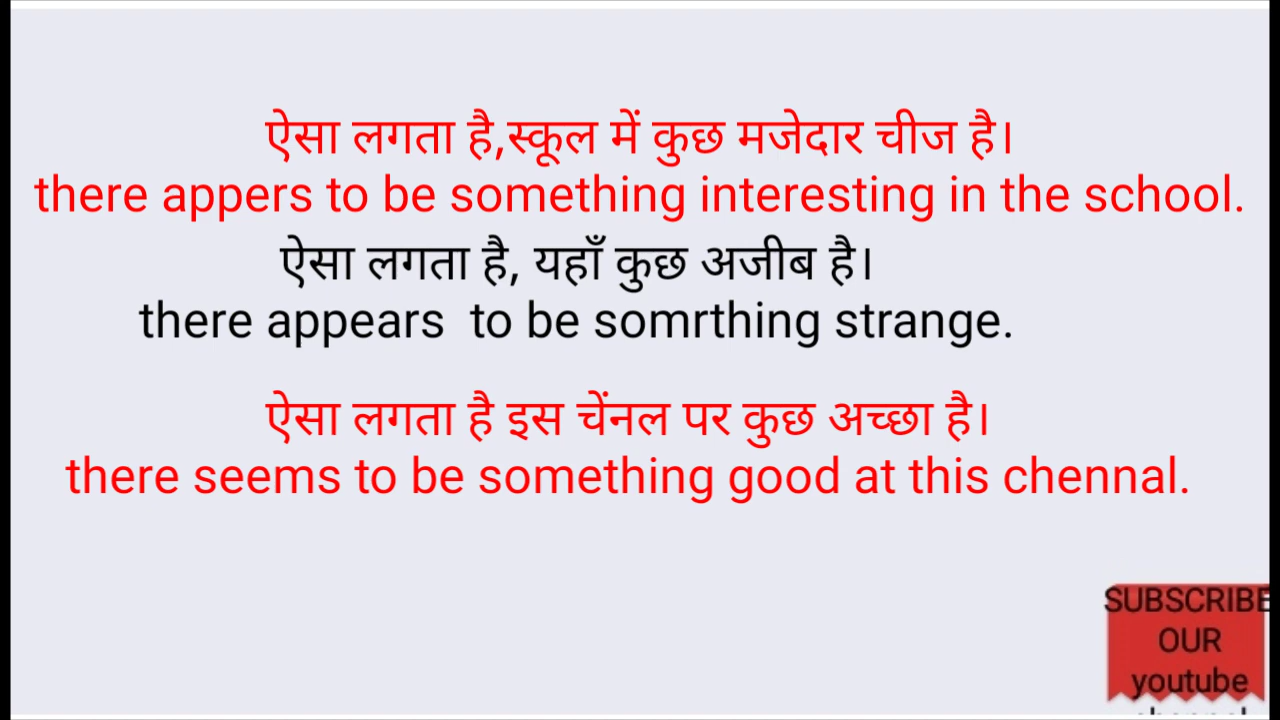 ऐसा लगता है,स्कूल में कुछ मजेदार चीज है।
there appers to be something interesting in the school.
ऐसा लगता है, यहाँ कुछ अजीब है।
there appears  to be somrthing strange.
ऐसा लगता है इस चेंनल पर कुछ अच्छा है।
there seems to be something good at this chennal.
SUBSCRIBE
OUR
youtube